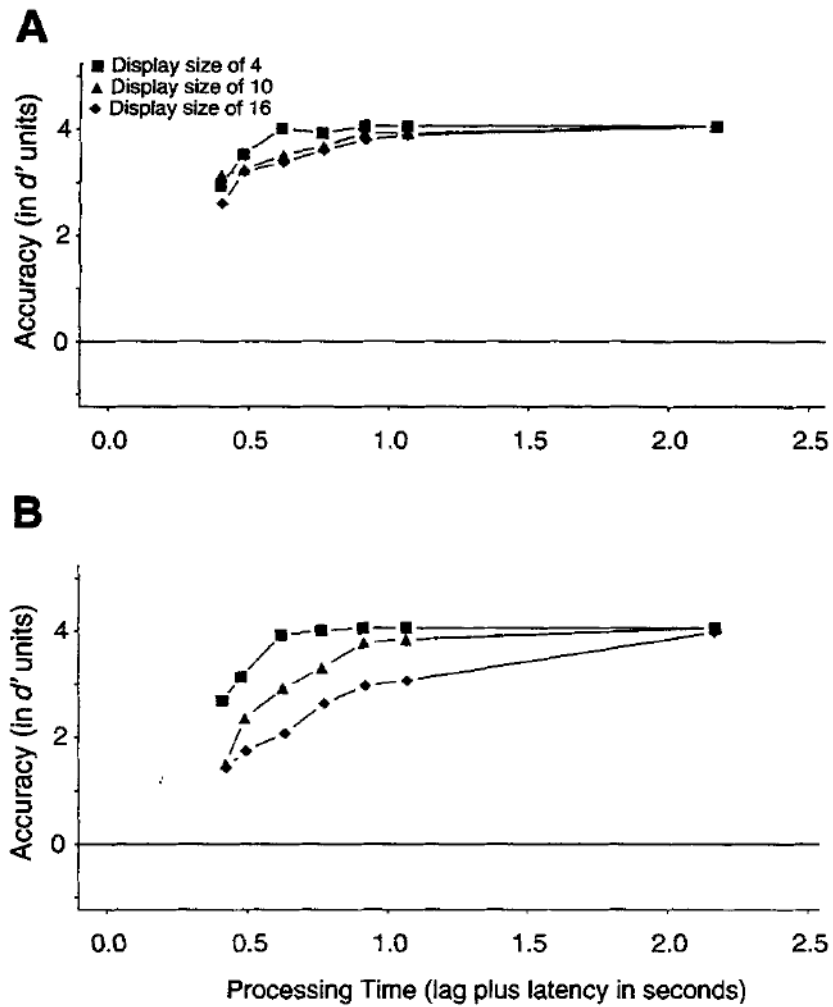 A
Display size of 4
Display size of 10
Display size of 16
Accuracy (in d' units)
4
2
0
0.0 0.5 1.0 1.5 2.0 2.5
B
Accuracy (in d' units)
4
2
0
0.0 0.5 1.0 1.5 2.0 2.5
Processing Time (lag plus latency in seconds)